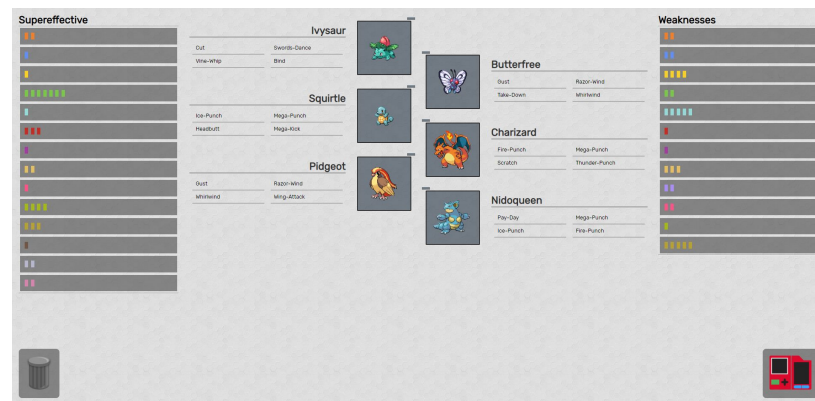 Supereffective
Ivysaur
Cut Swords-Dance
Vine-Whip Bind
Squirtle
Ice-Punch Mega-Punch
Headbutt Mega-Kick
Pidgeot
Gust Razor-Wind
Whirlwind Wing-Attack
Butterfree
Gust Razor-Wind
Take-Down Whirlwind
Charizard
Fire-Punch Mega-Punch
Scratch Thunder-Punch
Nidoqueen
Pay-Day Mega-Punch
Ice-Punch Fire-Punch
Weaknesses